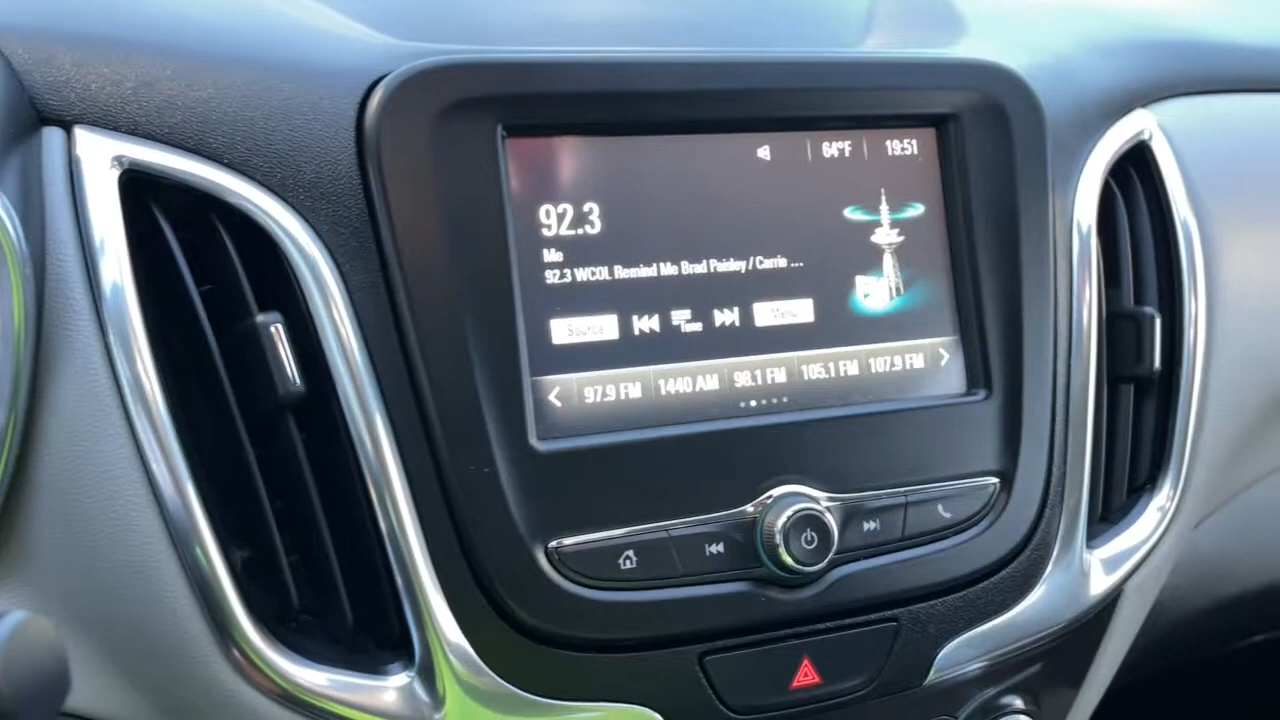 64°F 19:51
92.3
Me
92.3 WCOL Remind Me Brad Paisley / Carrie ...
FM
Source Tune Menu
97.9 FM 1440 AM 98.1 FM 105.1 FM 107.9 FM